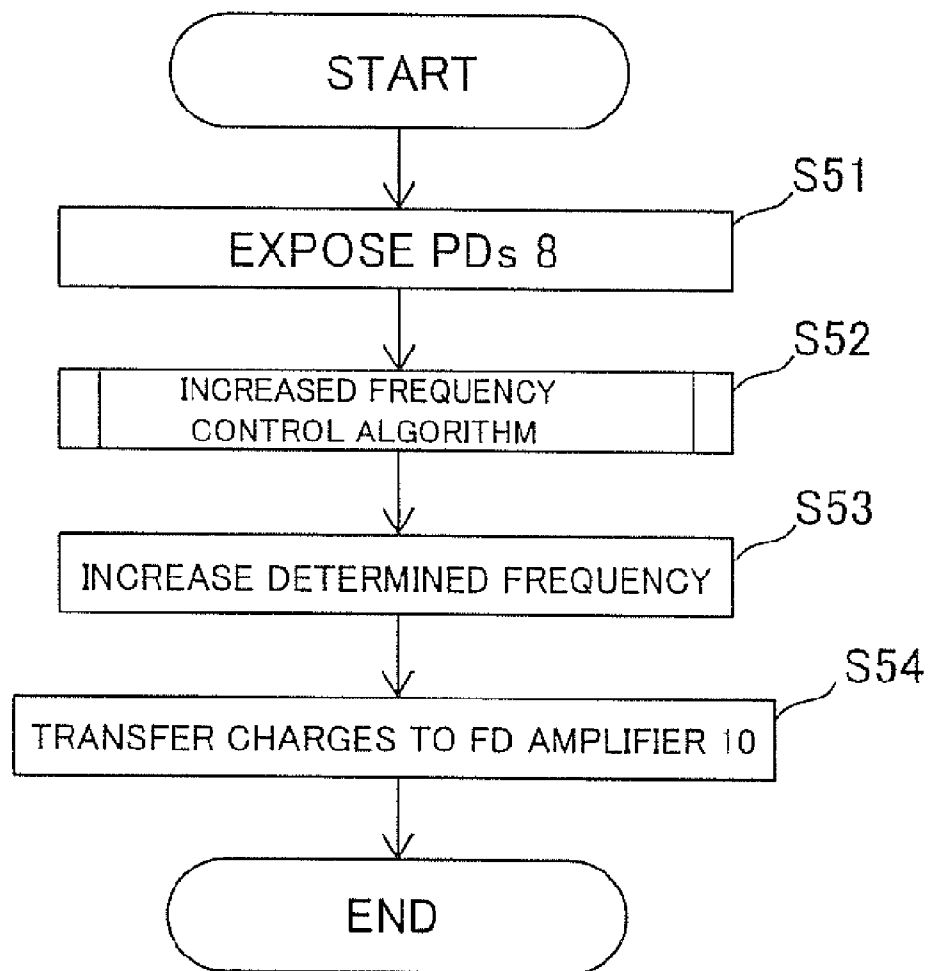 START
S51
EXPOSE PDs 8
S52
INCREASED FREQUENCY
CONTROL ALGORITHM
S53
INCREASE DETERMINED FREQUENCY
S54
TRANSFER CHARGES TO FD AMPLIFIER 10
END